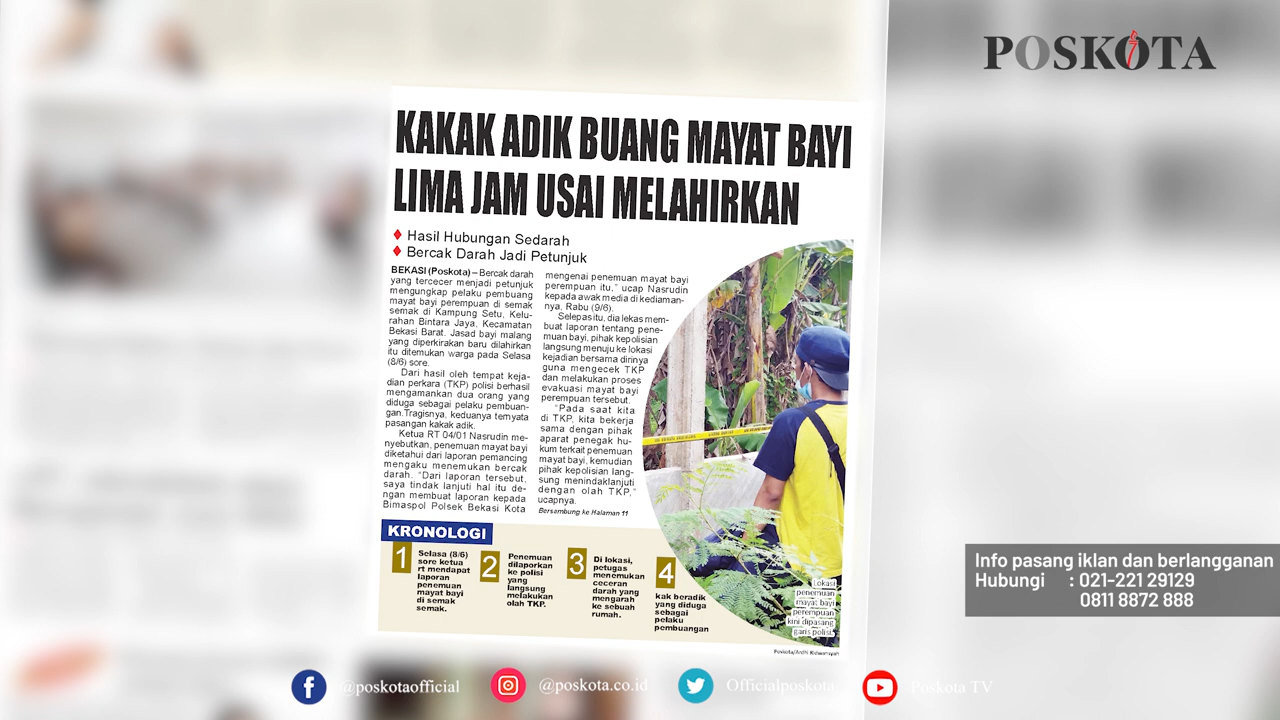 POSKOTA
KAKAK ADIK BUANG MAYAT BAYI
LIMA JAM USAI MELAHIRKAN
Hasil Hubungan Sedarah
Bercak Darah Jadi Petunjuk
BEKASI (Poskota) – Bercak darah
yang tercecer menjadi petunjuk
mengungkap pelaku pembuang
mayat bayi perempuan di semak
semak di Kampung Setu, Kelu-
rahan Bintara Jaya, Kecamatan
Bekasi Barat. Jasad bayi malang
yang diperkirakan baru dilahirkan
itu ditemukan warga pada Selasa
(8/6) sore.
Dari hasil oleh tempat keja-
dian perkara (TKP) polisi berhasil
mengamankan dua orang yang
diduga sebagai pelaku pembuan-
gan.Tragisnya, keduanya ternyata
pasangan kakak adik.
Ketua RT 04/01 Nasrudin me-
nyebutkan, penemuan mayat bayi
diketahui dari laporan pemancing
mengaku menemukan bercak
darah. "Dari laporan tersebut,
saya tindak lanjuti hal itu de-
ngan membuat laporan kepada
Bimaspol Polsek Bekasi Kota
mengenai penemuan mayat bayi
perempuan itu," ucap Nasrudin
kepada awak media di kediaman-
nya, Rabu (9/6).
Selepas itu, dia lekas mem-
buat laporan tentang pene-
muan bayi, pihak kepolisian
langsung menuju ke lokasi
kejadian bersama dirinya
guna mengecek TKP
dan melakukan proses
evakuasi mayat bayi
perempuan tersebut.
"Pada saat kita
di TKP, kita bekerja
sama dengan pihak
aparat penegak hu-
kum terkait penemuan
mayat bayi, kemudian
pihak kepolisian lang-
sung menindaklanjuti
dengan olah TKP,"
ucapnya.
Bersambung ke Halaman 11
KRONOLOGI
1 Selasa (8/6)
sore ketua
rt mendapat
laporan
penemuan
mayat bayi
di semak
semak.
2 Penemuan
dilaporkan
ke polisi
yang
langsung
melakukan
olah TKP.
3 Di lokasi,
petugas
menemukan
ceceran
darah yang
mengarah
ke sebuah
rumah.
4
kak beradik
yang diduga
sebagai
pelaku
pembuangan
Lokasi
penemuan
mayat bayi
perempuan
kini dipasang
garis polisi.
Info pasang iklan dan berlangganan
Hubungi : 021-221 29129
0811 8872 888
@poskotaofficial
@poskota.co.id
Officialposkota
Poskota TV